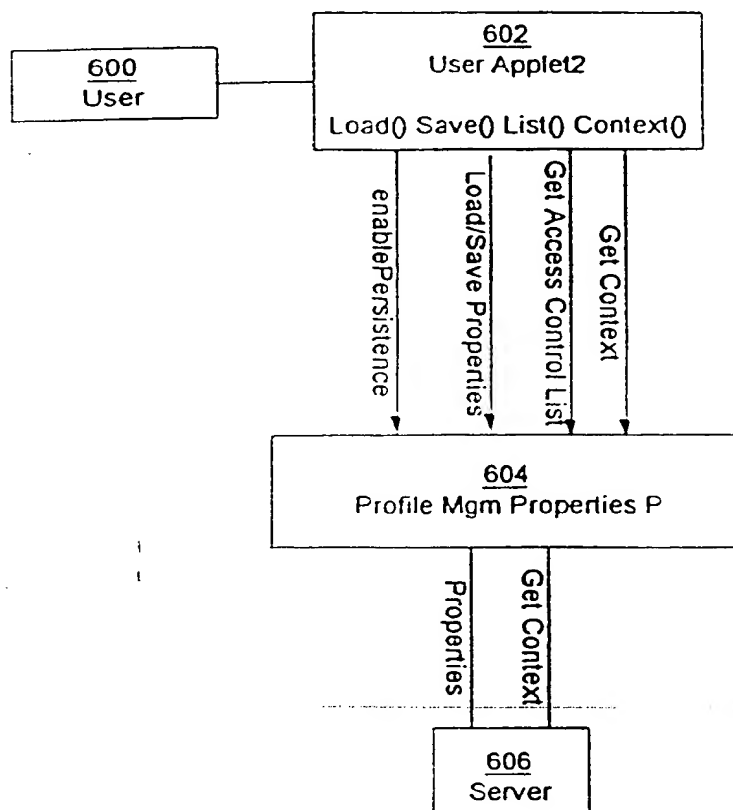 600
User
602
User Applet2
Load() Save() List() Context()
enablePersistence
Load/Save Properties
Get Access Control List
Get Context
604
Profile Mgm Properties P
Properties
Get Context
606
Server